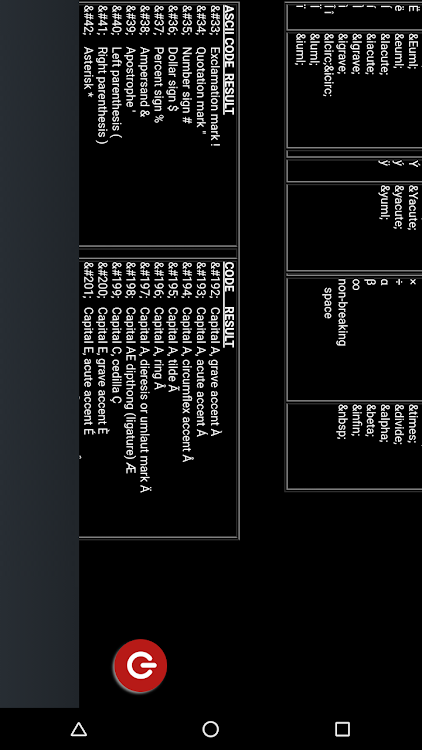 Ë &Euml; Ý &Yacute; × &times;
ë &euml; ý &yacute; ÷ &divide;
Í &Iacute; ÿ &yuml; α &alpha;
í &iacute; β &beta;
Ì &Igrave; ∞ &infin;
ì &igrave; non-breaking &nbsp;
Î î &Icirc;&icirc; space
Ï &Iuml;
ï &iuml;
ASCII CODE RESULT
&#33; Exclamation mark !
&#34; Quotation mark "
&#35; Number sign #
&#36; Dollar sign $
&#37; Percent sign %
&#38; Ampersand &
&#39; Apostrophe '
&#40; Left parenthesis (
&#41; Right parenthesis )
&#42; Asterisk *
CODE RESULT
&#192; Capital A, grave accent À
&#193; Capital A, acute accent Á
&#194; Capital A, circumflex accent Â
&#195; Capital A, tilde Ã
&#196; Capital A, ring Å
&#197; Capital A, dieresis or umlaut mark Ä
&#198; Capital AE dipthong (ligature) Æ
&#199; Capital C, cedilla Ç
&#200; Capital E, grave accent È
&#201; Capital E, acute accent É